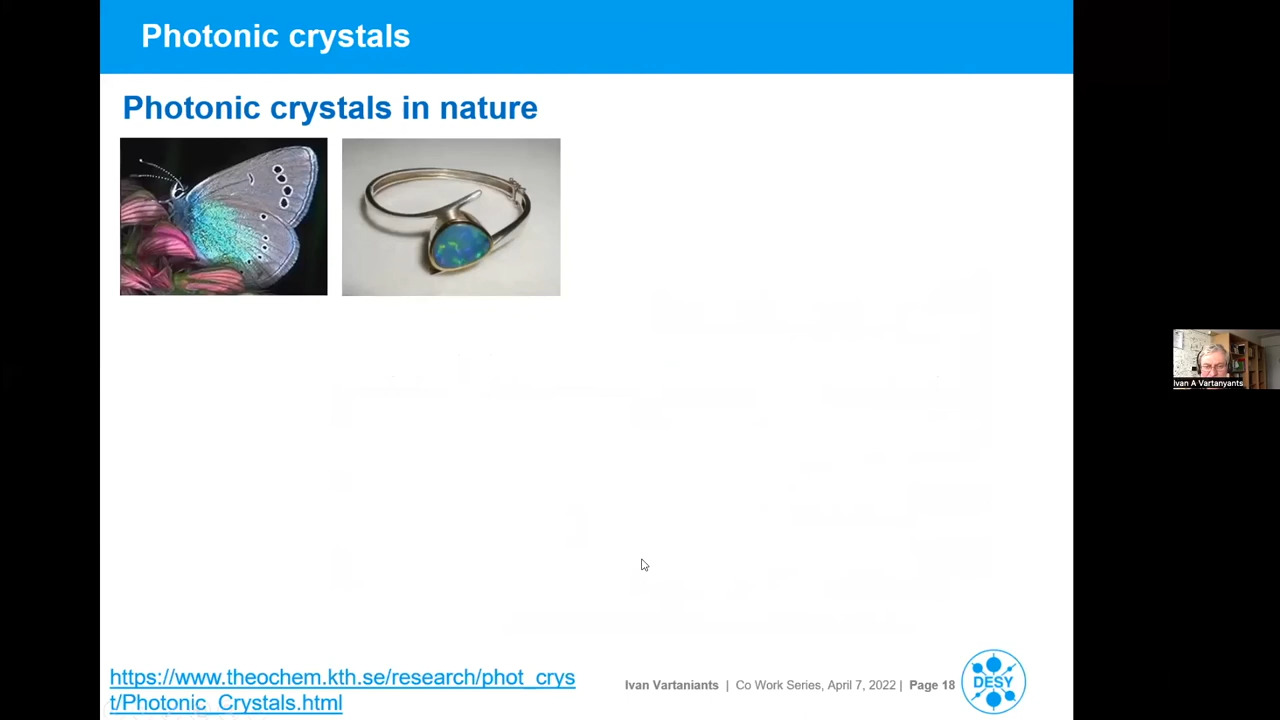 Photonic crystals
Photonic crystals in nature
Ivan A Vartanyants
https://www.theochem.kth.se/research/phot_crys
t/Photonic_Crystals.html
Ivan Vartaniants | Co Work Series, April 7, 2022 | Page 18
DESY